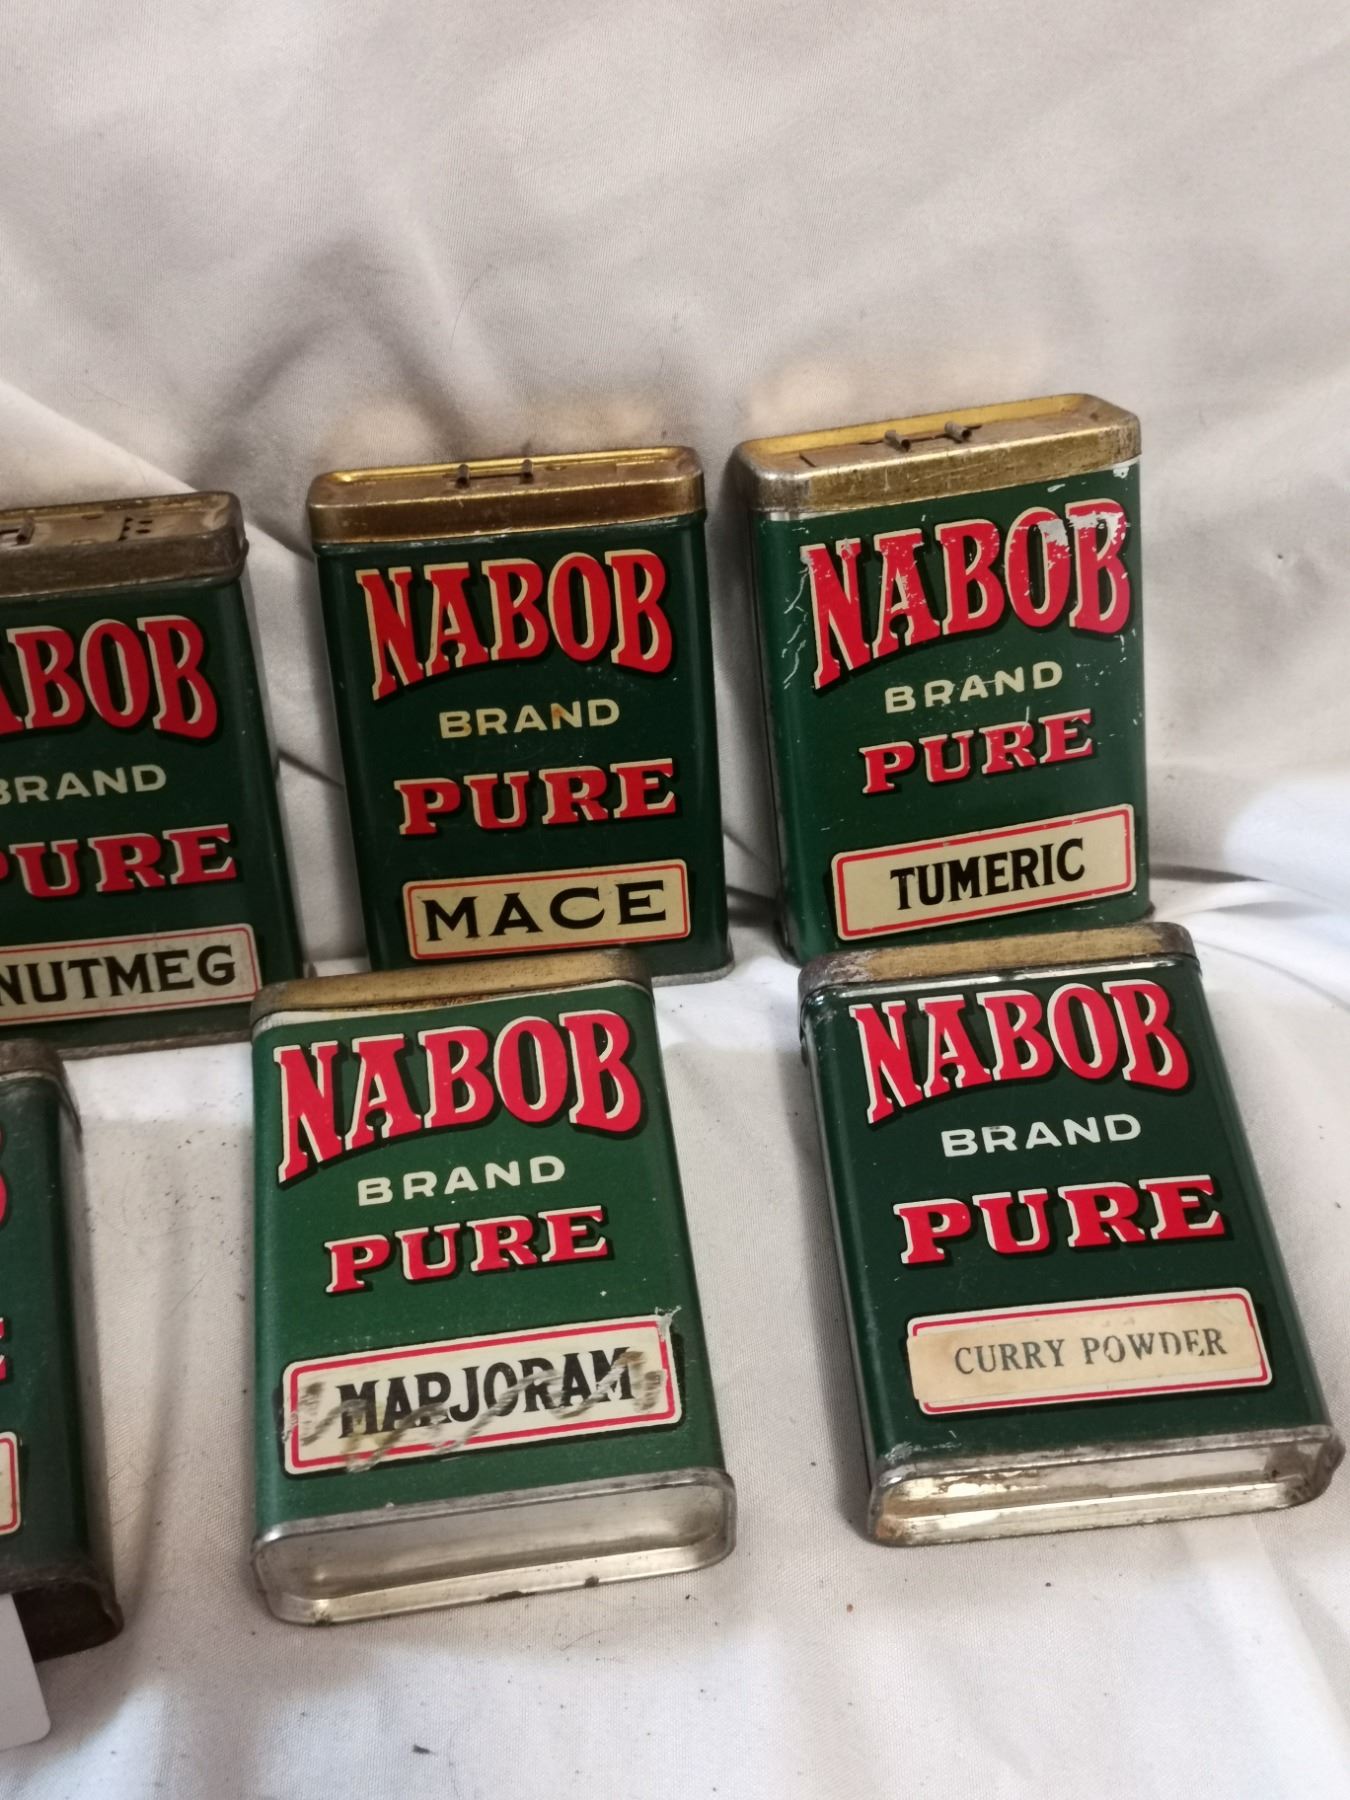 ABOB
BRAND
PURE
NUTMEG
NABOB
BRAND
PURE
MACE
NABOB
BRAND
PURE
TUMERIC
NABOB
BRAND
PURE
MARJORAM
NABOB
BRAND
PURE
CURRY POWDER